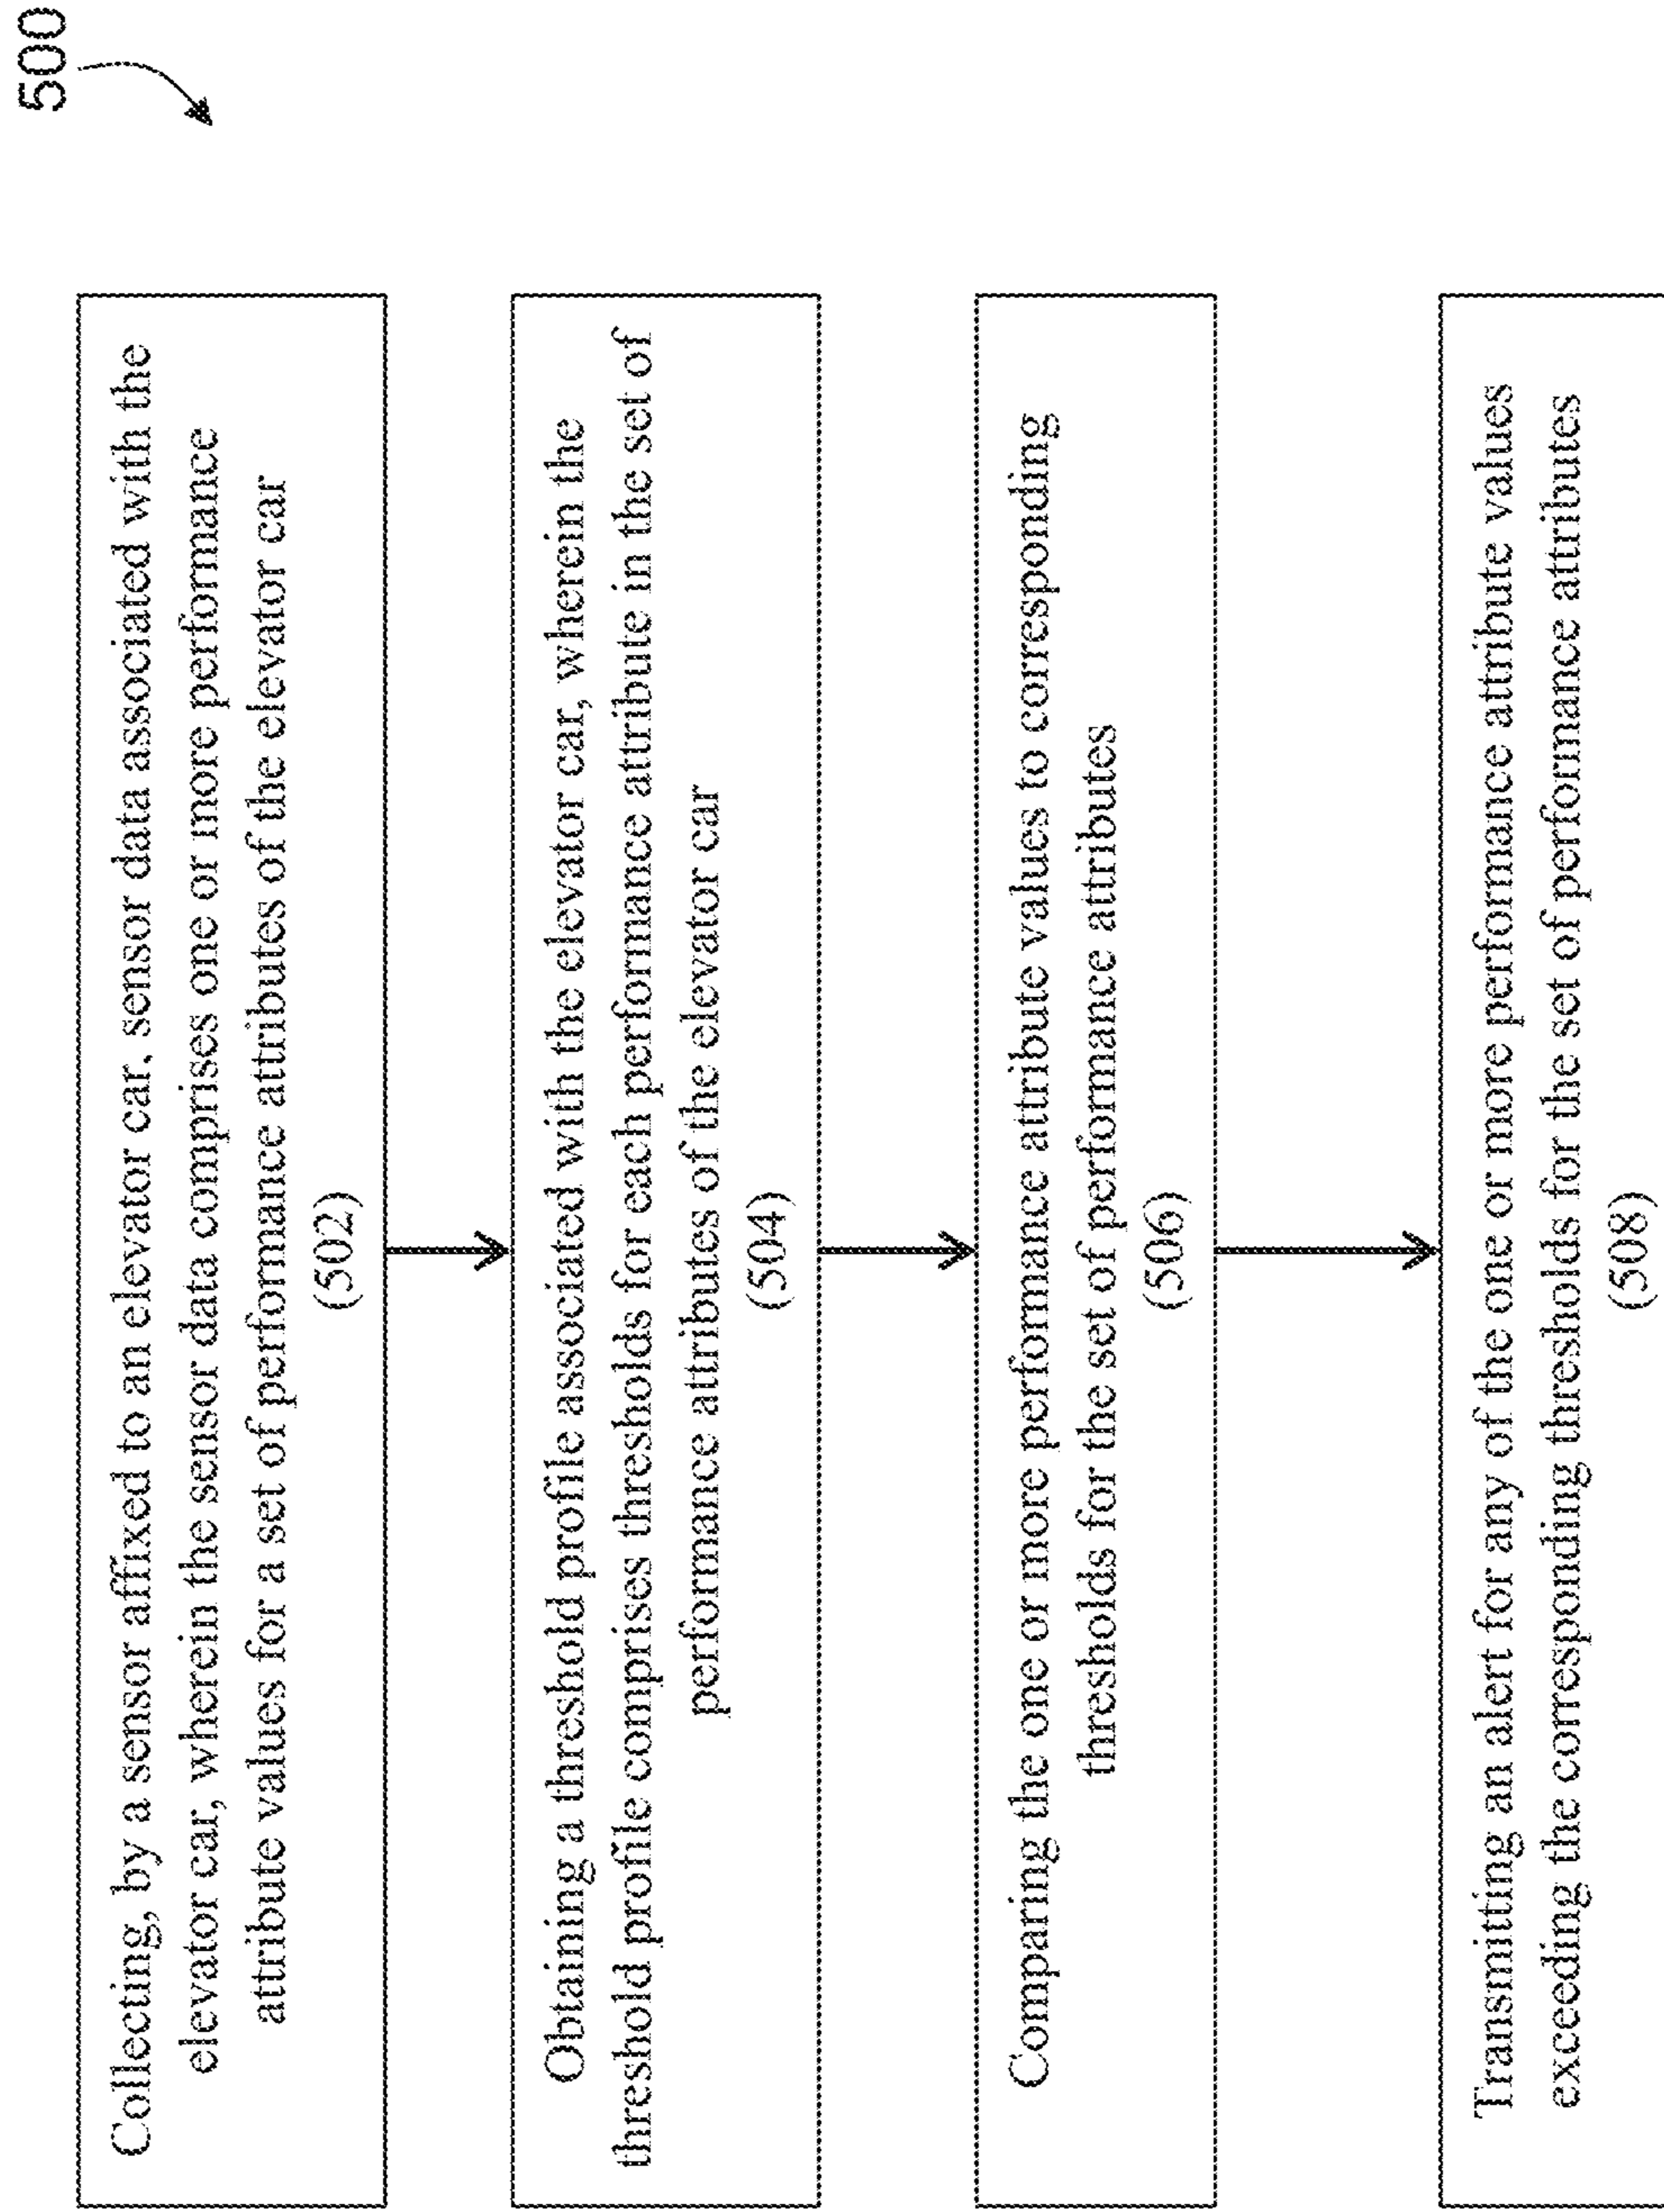 500
Collecting, by a sensor affixed to an elevator car, sensor data associated with the
elevator car, wherein the sensor data comprises one or more performance
attribute values for a set of performance attributes of the elevator car
(502)
Obtaining a threshold profile associated with the elevator car, wherein the
threshold profile comprises thresholds for each performance attribute in the set of
performance attributes of the elevator car
(504)
Comparing the one or more performance attribute values to corresponding
thresholds for the set of performance attributes
(506)
Transmitting an alert for any of the one or more performance attribute values
exceeding the corresponding thresholds for the set of performance attributes
(508)